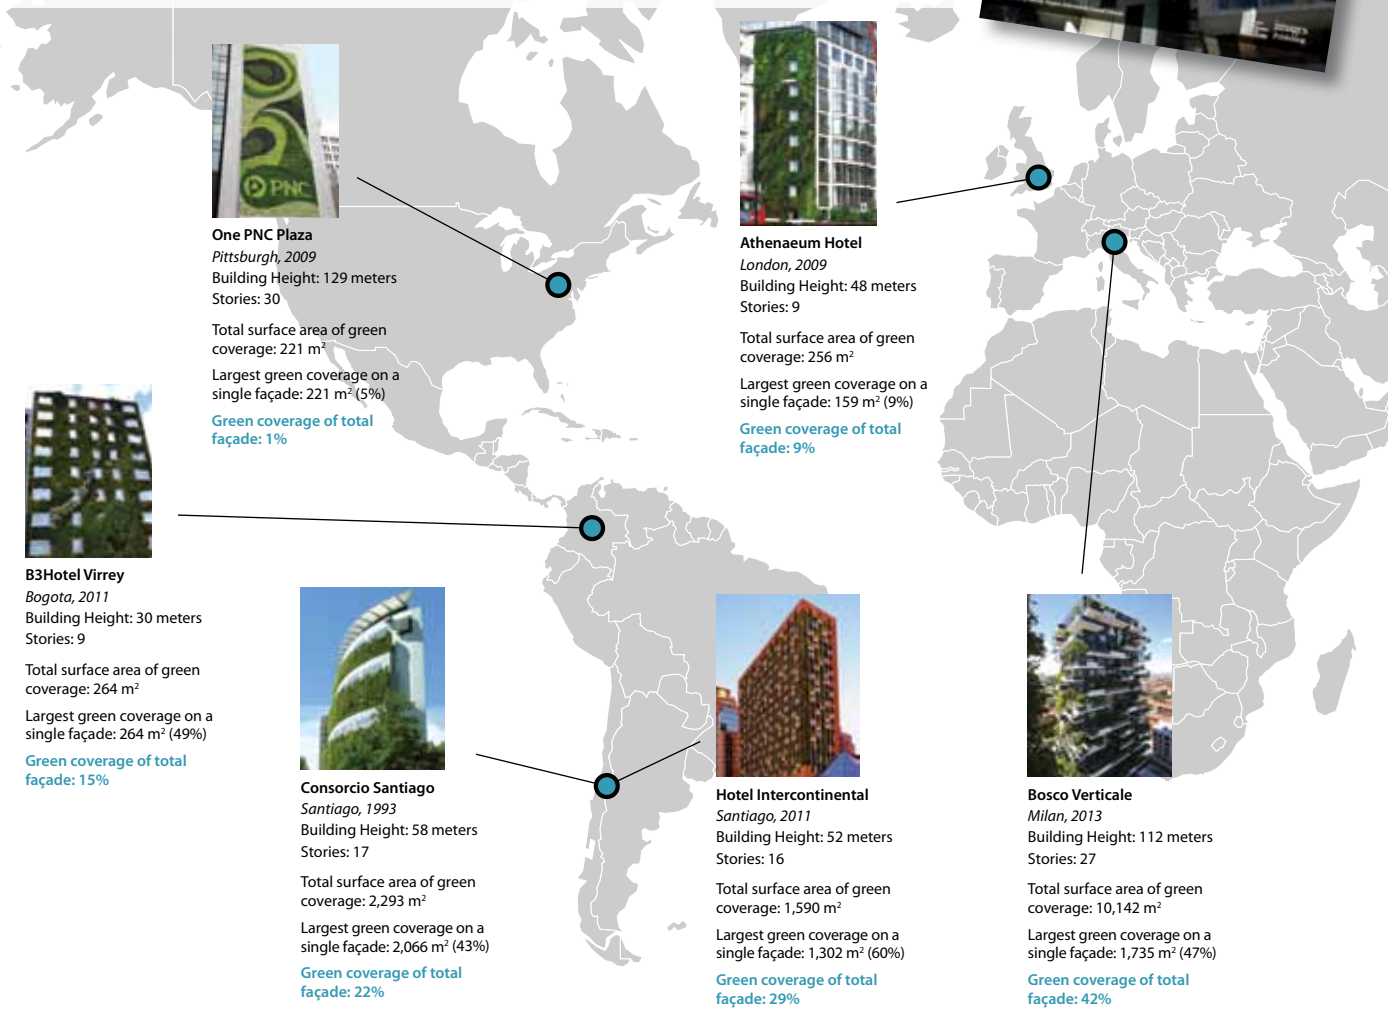 PNC
One PNC Plaza
Pittsburgh, 2009
Building Height: 129 meters
Stories: 30
Total surface area of green
coverage: 221 m²
Largest green coverage on a
single façade: 221 m² (5%)
Green coverage of total
façade: 1%
Athenaeum Hotel
London, 2009
Building Height: 48 meters
Stories: 9
Total surface area of green
coverage: 256 m²
Largest green coverage on a
single façade: 159 m² (9%)
Green coverage of total
façade: 9%
B3Hotel Virrey
Bogota, 2011
Building Height: 30 meters
Stories: 9
Total surface area of green
coverage: 264 m²
Largest green coverage on a
single façade: 264 m² (49%)
Green coverage of total
façade: 15%
Consorcio Santiago
Santiago, 1993
Building Height: 58 meters
Stories: 17
Total surface area of green
coverage: 2,293 m²
Largest green coverage on a
single façade: 2,066 m² (43%)
Green coverage of total
façade: 22%
Hotel Intercontinental
Santiago, 2011
Building Height: 52 meters
Stories: 16
Total surface area of green
coverage: 1,590 m²
Largest green coverage on a
single façade: 1,302 m² (60%)
Green coverage of total
façade: 29%
Bosco Verticale
Milan, 2013
Building Height: 112 meters
Stories: 27
Total surface area of green
coverage: 10,142 m²
Largest green coverage on a
single façade: 1,735 m² (47%)
Green coverage of total
façade: 42%